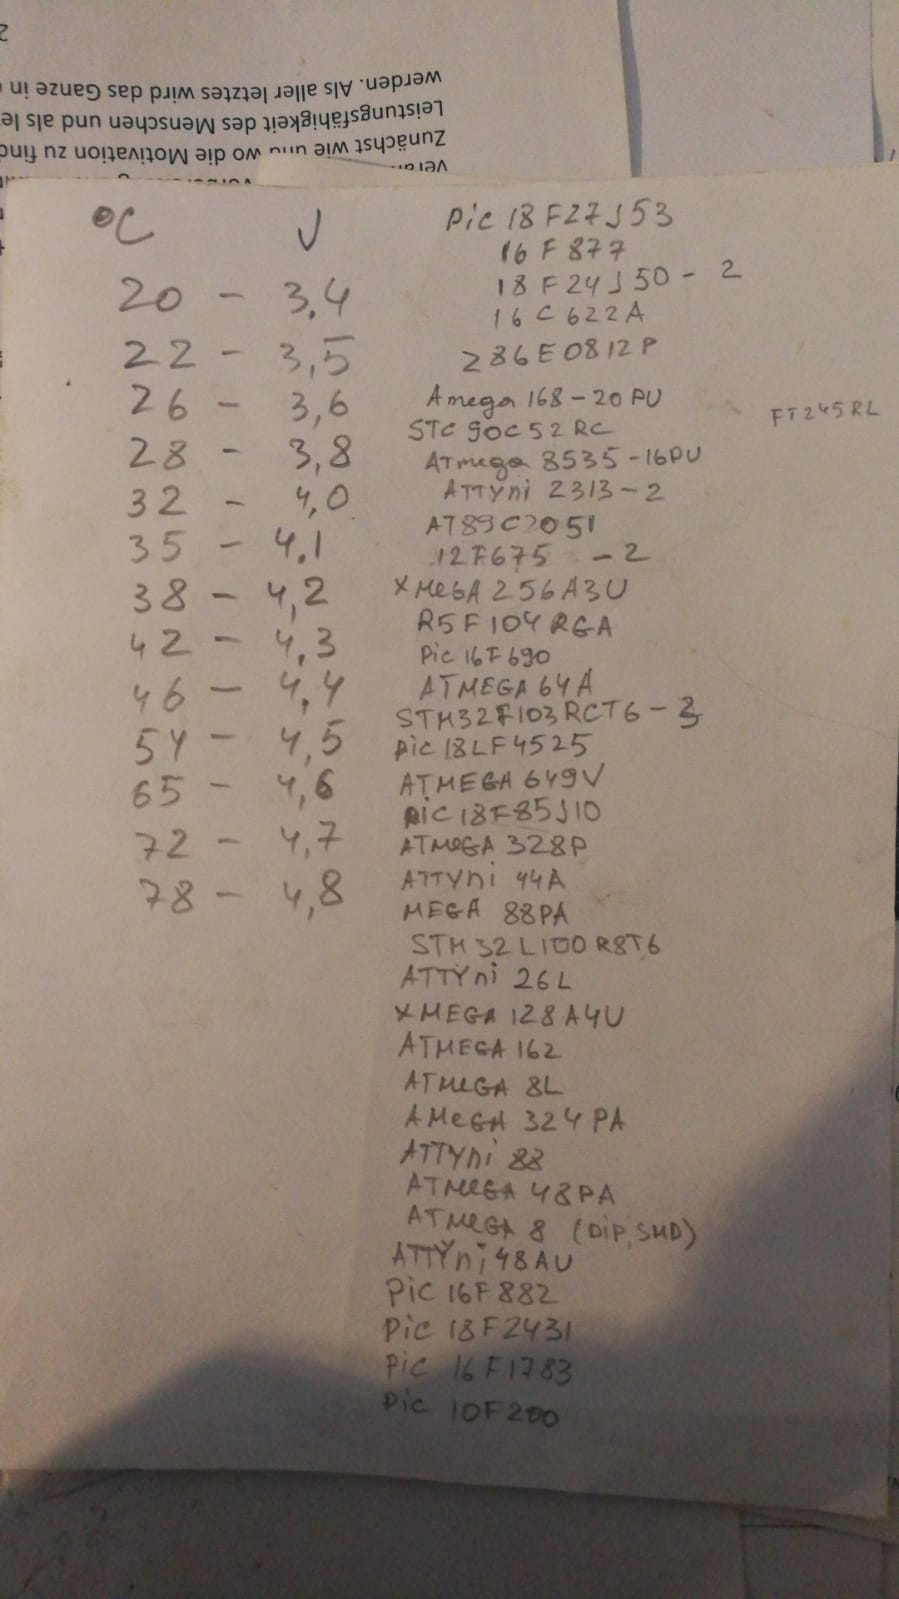 werden. Als aller letztes wird das Ganze in
Leistungsfähigkeit des Menschen und als
Zunächst wie und wo die Motivation zu
°C V
20 - 3,4
22 - 3,5
26 - 3,6
28 - 3,8
32 - 4,0
35 - 4.1
38 - 4,2
42 - 4,3
46 - 4,4
54 - 4,5
65 - 4,6
72 - 4,7
78 - 4,8
Pic 18F27J53
16F877
18F24J50 - 2
16C622A
Z86E0812P
Amega 168-20PU
STC 90C52RC
ATmega 8535-16PU
ATTYni 2313-2
AT89C2051
12F675 - 2
XMeGA 256A3U
R5F104RGA
Pic 16F690
ATMEGA 64A
STM32F103RCT6 - 3
Pic 18LF4525
ATMEGA 649V
Pic 18F85J10
ATMeGA 328P
ATTYni 44A
MEGA 88PA
STM32L100R8T6
ATTYni 26L
XMEGA 128A4U
ATMEGA 162
ATMeGA 8L
AMeGA 324PA
ATTYni 88
ATMeGA 48PA
ATMeGA 8 (DiP, SMD)
ATTYni 48AU
Pic 16F882
Pic 18F2431
Pic 16F1783
Pic 10F200
FT245RL